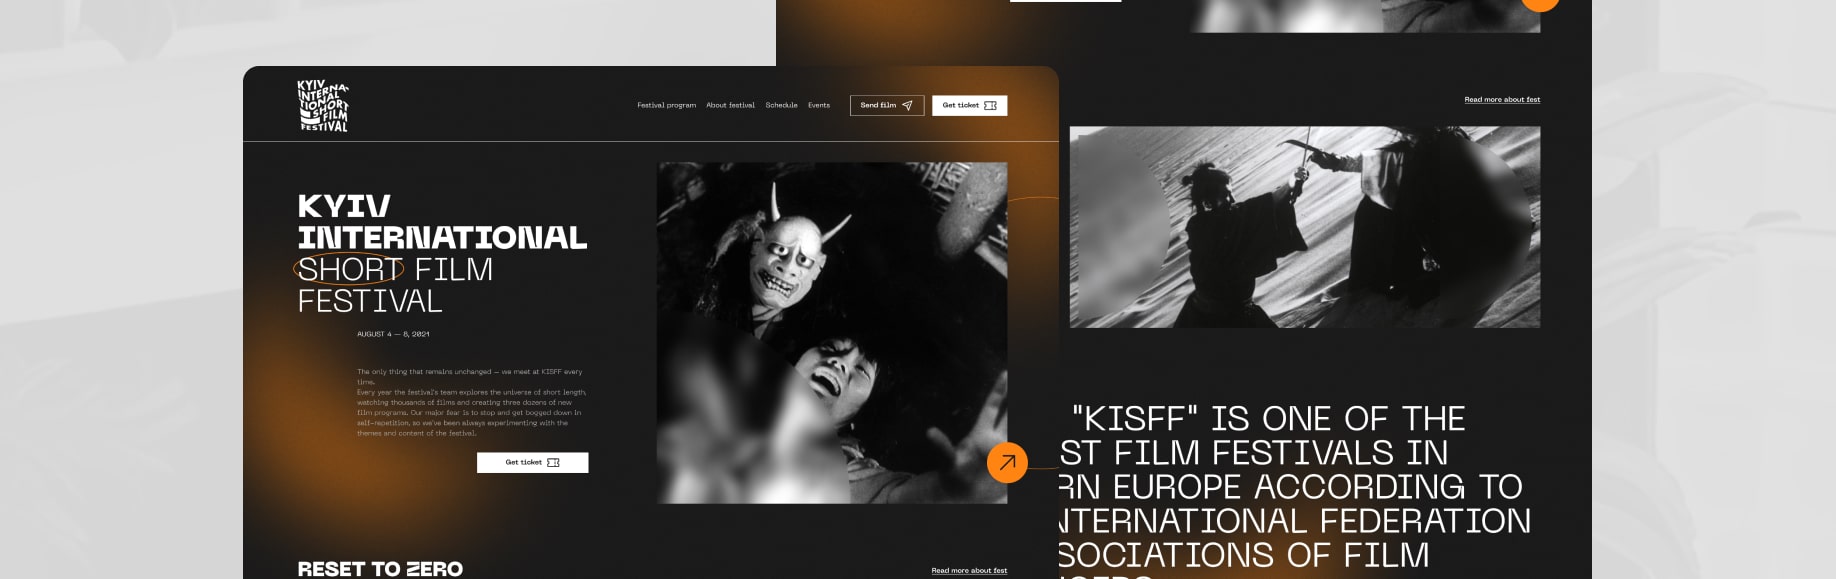 KYIV
INTERNA-
TIONAL
SHORT
FILM
FESTIVAL
Festival program
About festival
Schedule
Events
Send film
Get ticket
KYIV
INTERNATIONAL
SHORT FILM
FESTIVAL
AUGUST 4 — 8, 2021
The only thing that remains unchanged — we meet at KISFF every
time.
Every year the festival's team explores the universe of short length,
watching thousands of films and creating three dozens of new
film programs. Our major fear is to stop and get bogged down in
self-repetition, so we've been always experimenting with the
themes and content of the festival.
Get ticket
RESET TO ZERO
Read more about fest
Read more about fest
"KISFF" IS ONE OF THE
ST FILM FESTIVALS IN
RN EUROPE ACCORDING TO
NTERNATIONAL FEDERATION
SOCIATIONS OF FILM